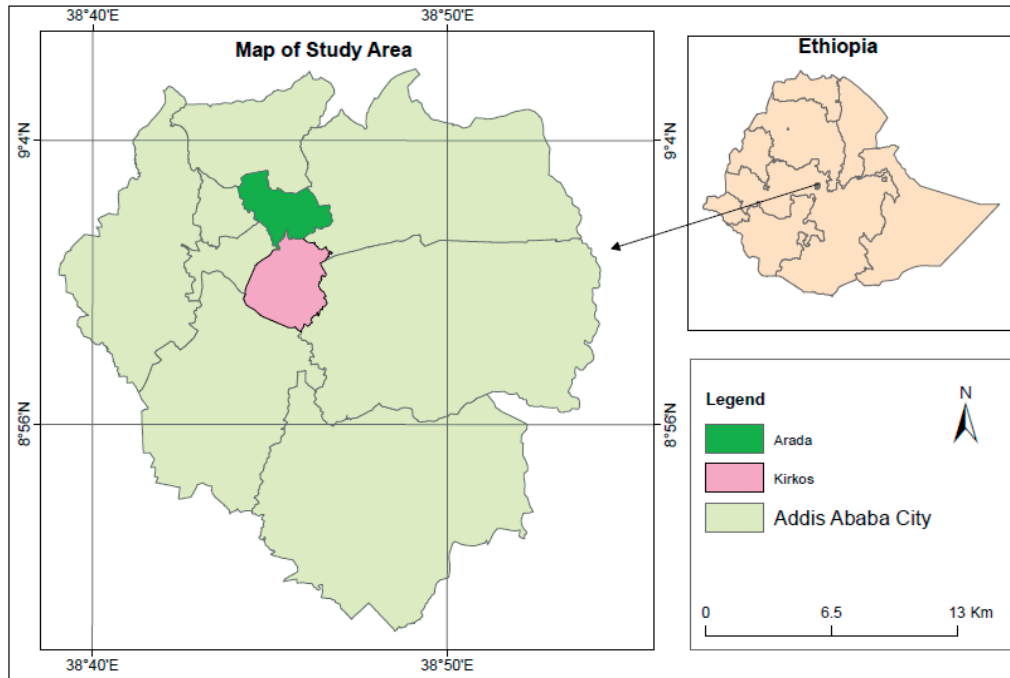 38°40'E
38°50'E
Map of Study Area
Ethiopia
9°4'N
9°4'N
8°56'N
8°56'N
Legend
N
Arada
Kirkos
Addis Ababa City
0 6.5 13 Km
38°40'E
38°50'E